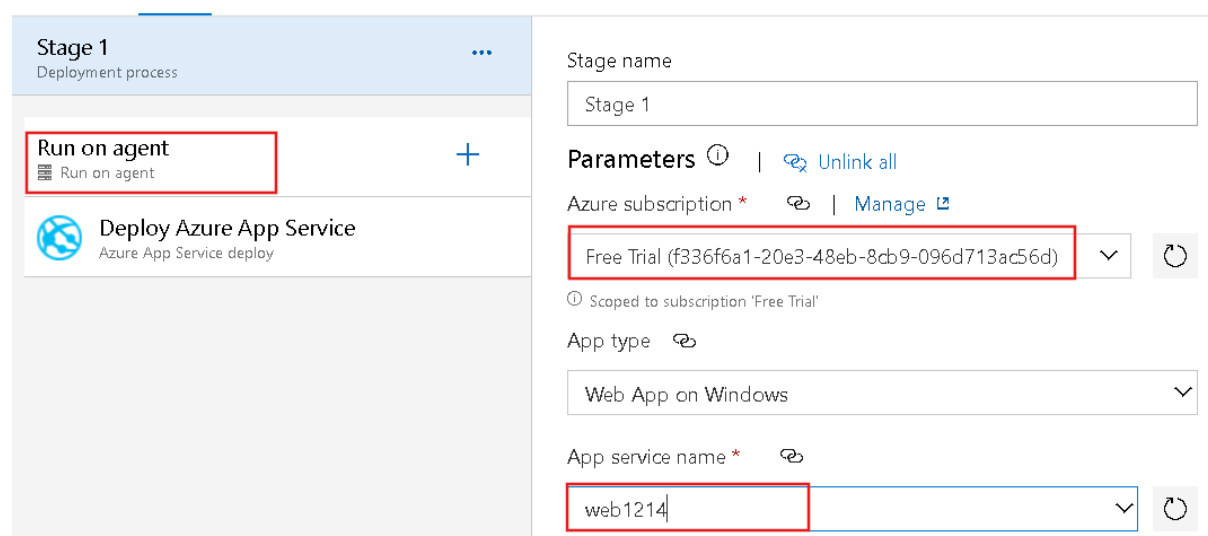 Stage 1
Deployment process
Run on agent
Run on agent
Deploy Azure App Service
Azure App Service deploy
Stage name
Stage 1
Parameters | Unlink all
Azure subscription * | Manage
Free Trial (f336f6a1-20e3-48eb-8cb9-096d713ac56d)
Scoped to subscription 'Free Trial'
App type
Web App on Windows
App service name *
web1214